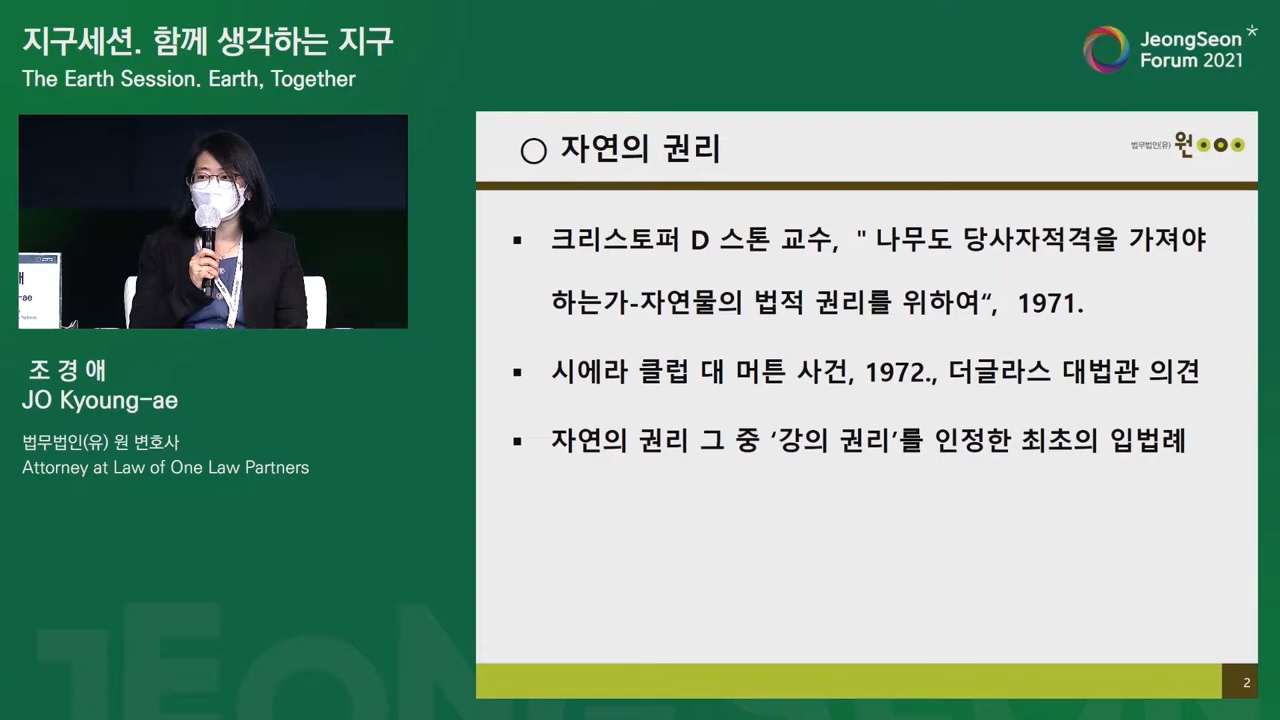 지구세션. 함께 생각하는 지구
The Earth Session. Earth, Together
JeongSeon*
Forum 2021
○ 자연의 권리
법무법인(유) 원
▪ 크리스토퍼 D 스톤 교수, " 나무도 당사자적격을 가져야
하는가-자연물의 법적 권리를 위하여“, 1971.
▪ 시에라 클럽 대 머튼 사건, 1972., 더글라스 대법관 의견
▪ 자연의 권리 그 중 ‘강의 권리’를 인정한 최초의 입법례
2
애
-ae
조 경 애
JO Kyoung-ae
법무법인(유) 원 변호사
Attorney at Law of One Law Partners
JEONGSEON